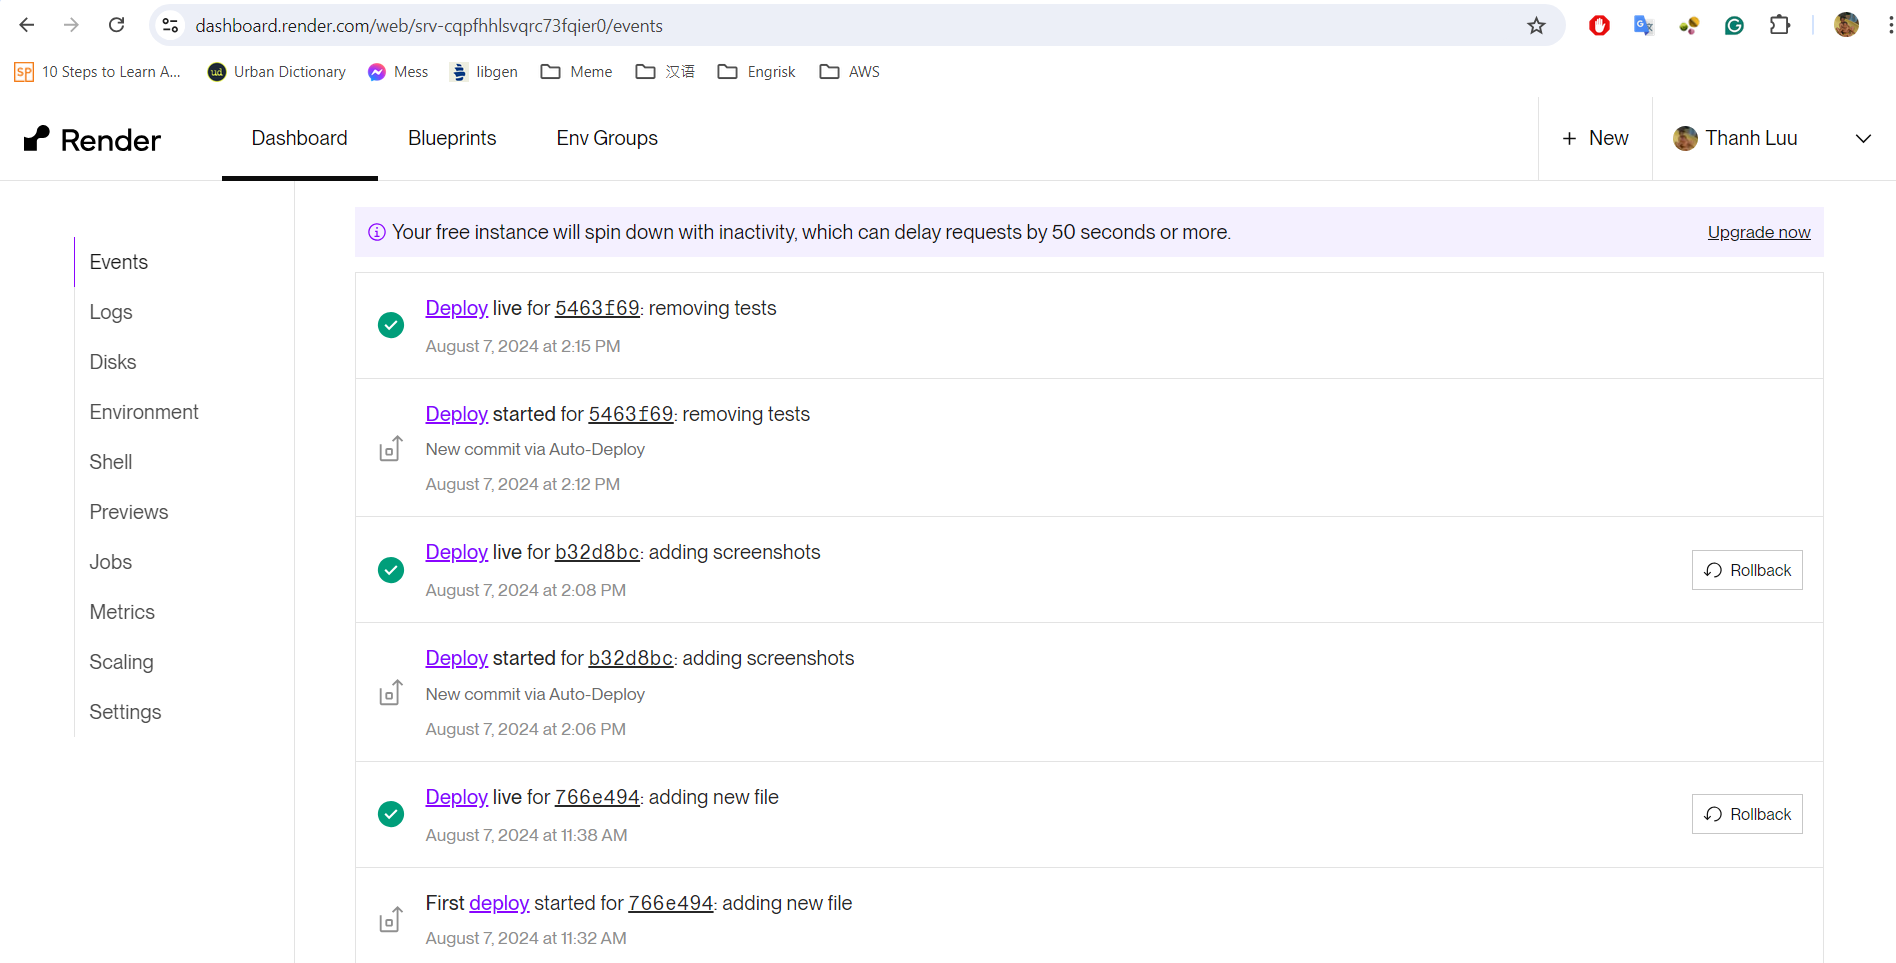 dashboard.render.com/web/srv-cqpfhhlsvqrc73fqier0/events
SP 10 Steps to Learn A... ud Urban Dictionary Mess libgen Meme 汉语 Engrisk AWS
Render Dashboard Blueprints Env Groups + New Thanh Luu
Your free instance will spin down with inactivity, which can delay requests by 50 seconds or more. Upgrade now
Events
Logs
Disks
Environment
Shell
Previews
Jobs
Metrics
Scaling
Settings
Deploy live for 5463f69: removing tests
August 7, 2024 at 2:15 PM
Deploy started for 5463f69: removing tests
New commit via Auto-Deploy
August 7, 2024 at 2:12 PM
Deploy live for b32d8bc: adding screenshots
August 7, 2024 at 2:08 PM
Rollback
Deploy started for b32d8bc: adding screenshots
New commit via Auto-Deploy
August 7, 2024 at 2:06 PM
Deploy live for 766e494: adding new file
August 7, 2024 at 11:38 AM
Rollback
First deploy started for 766e494: adding new file
August 7, 2024 at 11:32 AM